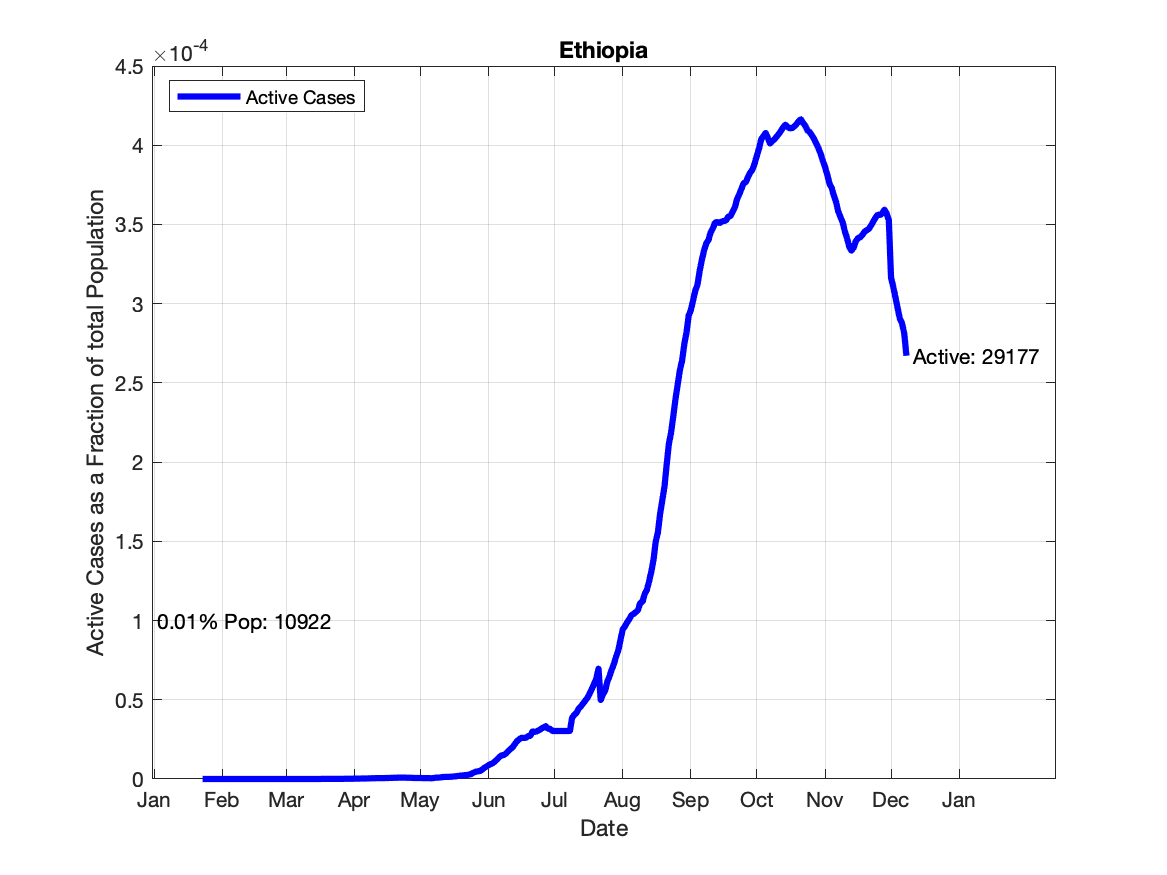 Ethiopia
×10-4
Active Cases
4.5
4
3.5
3
2.5
2
1.5
1
0.5
0
Active Cases as a Fraction of total Population
0.01% Pop: 10922
Active: 29177
Jan Feb Mar Apr May Jun Jul Aug Sep Oct Nov Dec Jan
Date